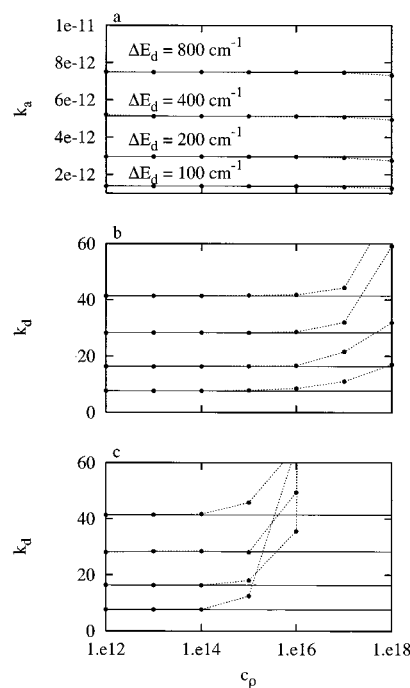 a
1e-11
8e-12
6e-12
4e-12
2e-12
k_a
ΔE_d = 800 cm⁻¹
ΔE_d = 400 cm⁻¹
ΔE_d = 200 cm⁻¹
ΔE_d = 100 cm⁻¹
b
60
40
20
0
k_d
c
60
40
20
0
k_d
1.e12 1.e14 1.e16 1.e18
c_ρ